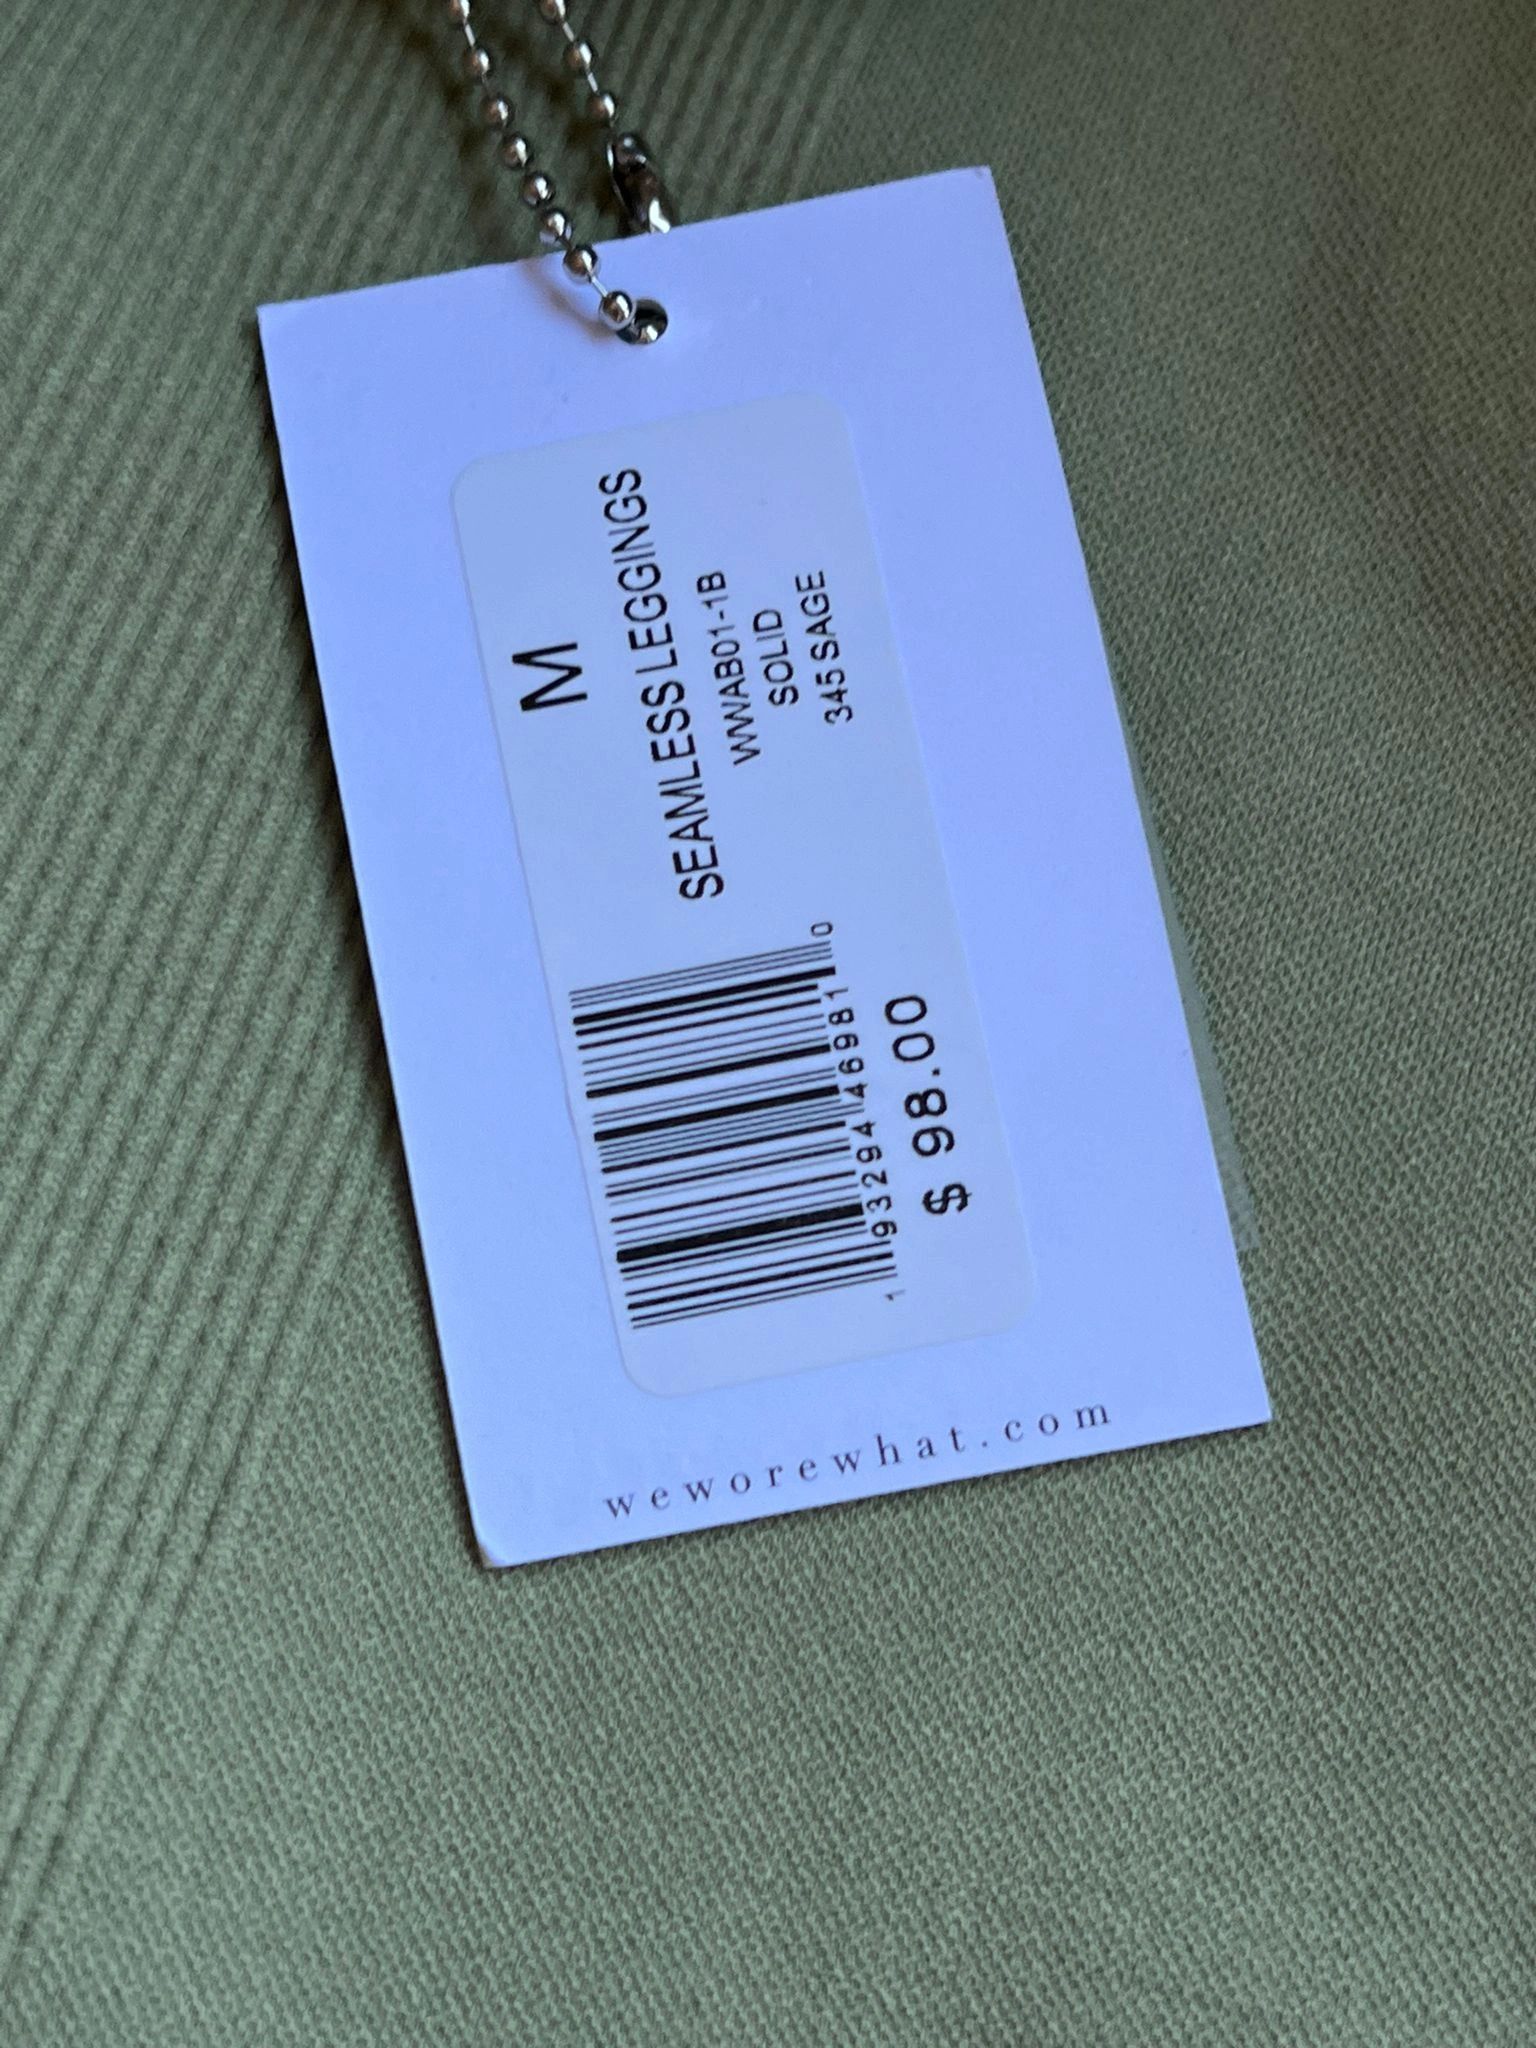 M
SEAMLESS LEGGINGS
WWAB01-1B
SOLID
345 SAGE
1 93294 46981 0
$ 98.00
weworewhat.com